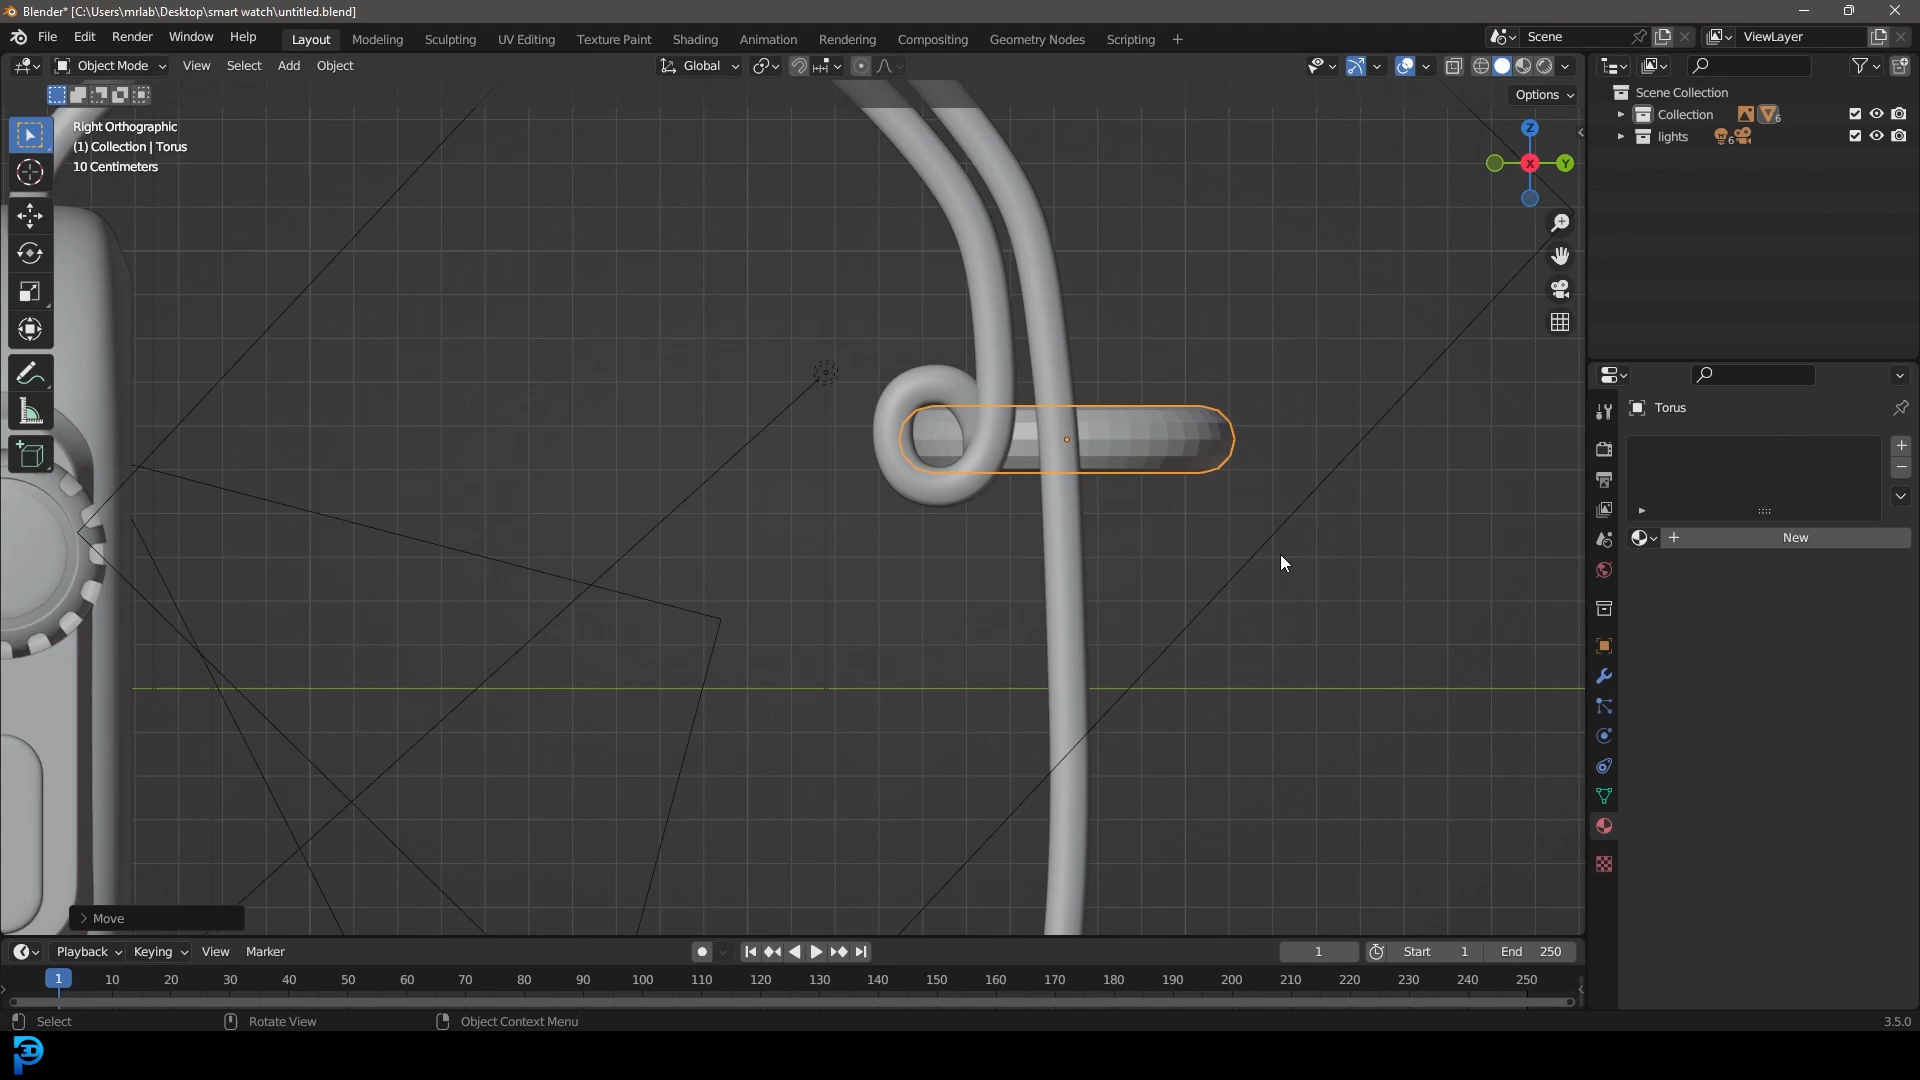 Blender* [C:\Users\mrlab\Desktop\smart watch\untitled.blend]
File Edit Render Window Help Layout Modeling Sculpting UV Editing Texture Paint Shading Animation Rendering Compositing Geometry Nodes Scripting + Scene ViewLayer
Object Mode View Select Add Object Global
Options
Right Orthographic
(1) Collection | Torus
10 Centimeters
Z
X
Y
Scene Collection
Collection 6
lights 6
Torus
New
Move
Playback Keying View Marker 1 Start 1 End 250
1 10 20 30 40 50 60 70 80 90 100 110 120 130 140 150 160 170 180 190 200 210 220 230 240 250
Select Rotate View Object Context Menu 3.5.0